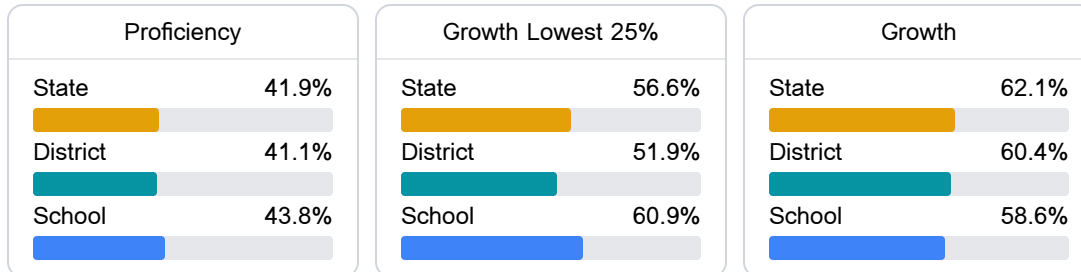 Proficiency
State 41.9%
District 41.1%
School 43.8%
Growth Lowest 25%
State 56.6%
District 51.9%
School 60.9%
Growth
State 62.1%
District 60.4%
School 58.6%